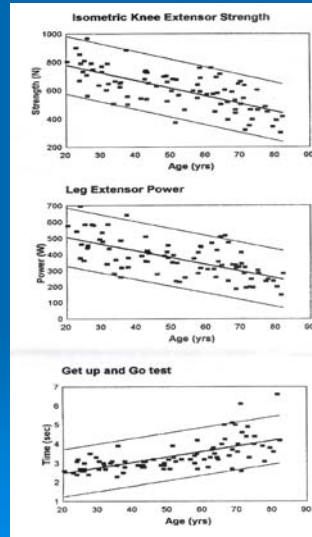 Isometric Knee Extensor Strength
Strength (N)
1000
800
600
400
200
20 30 40 50 60 70 80 90
Age (yrs)
Leg Extensor Power
Power (W)
700
600
500
400
300
200
100
0
20 30 40 50 60 70 80 90
Age (yrs)
Get up and Go test
Time (sec)
7
6
5
4
3
2
1
20 30 40 50 60 70 80 90
Age (yrs)